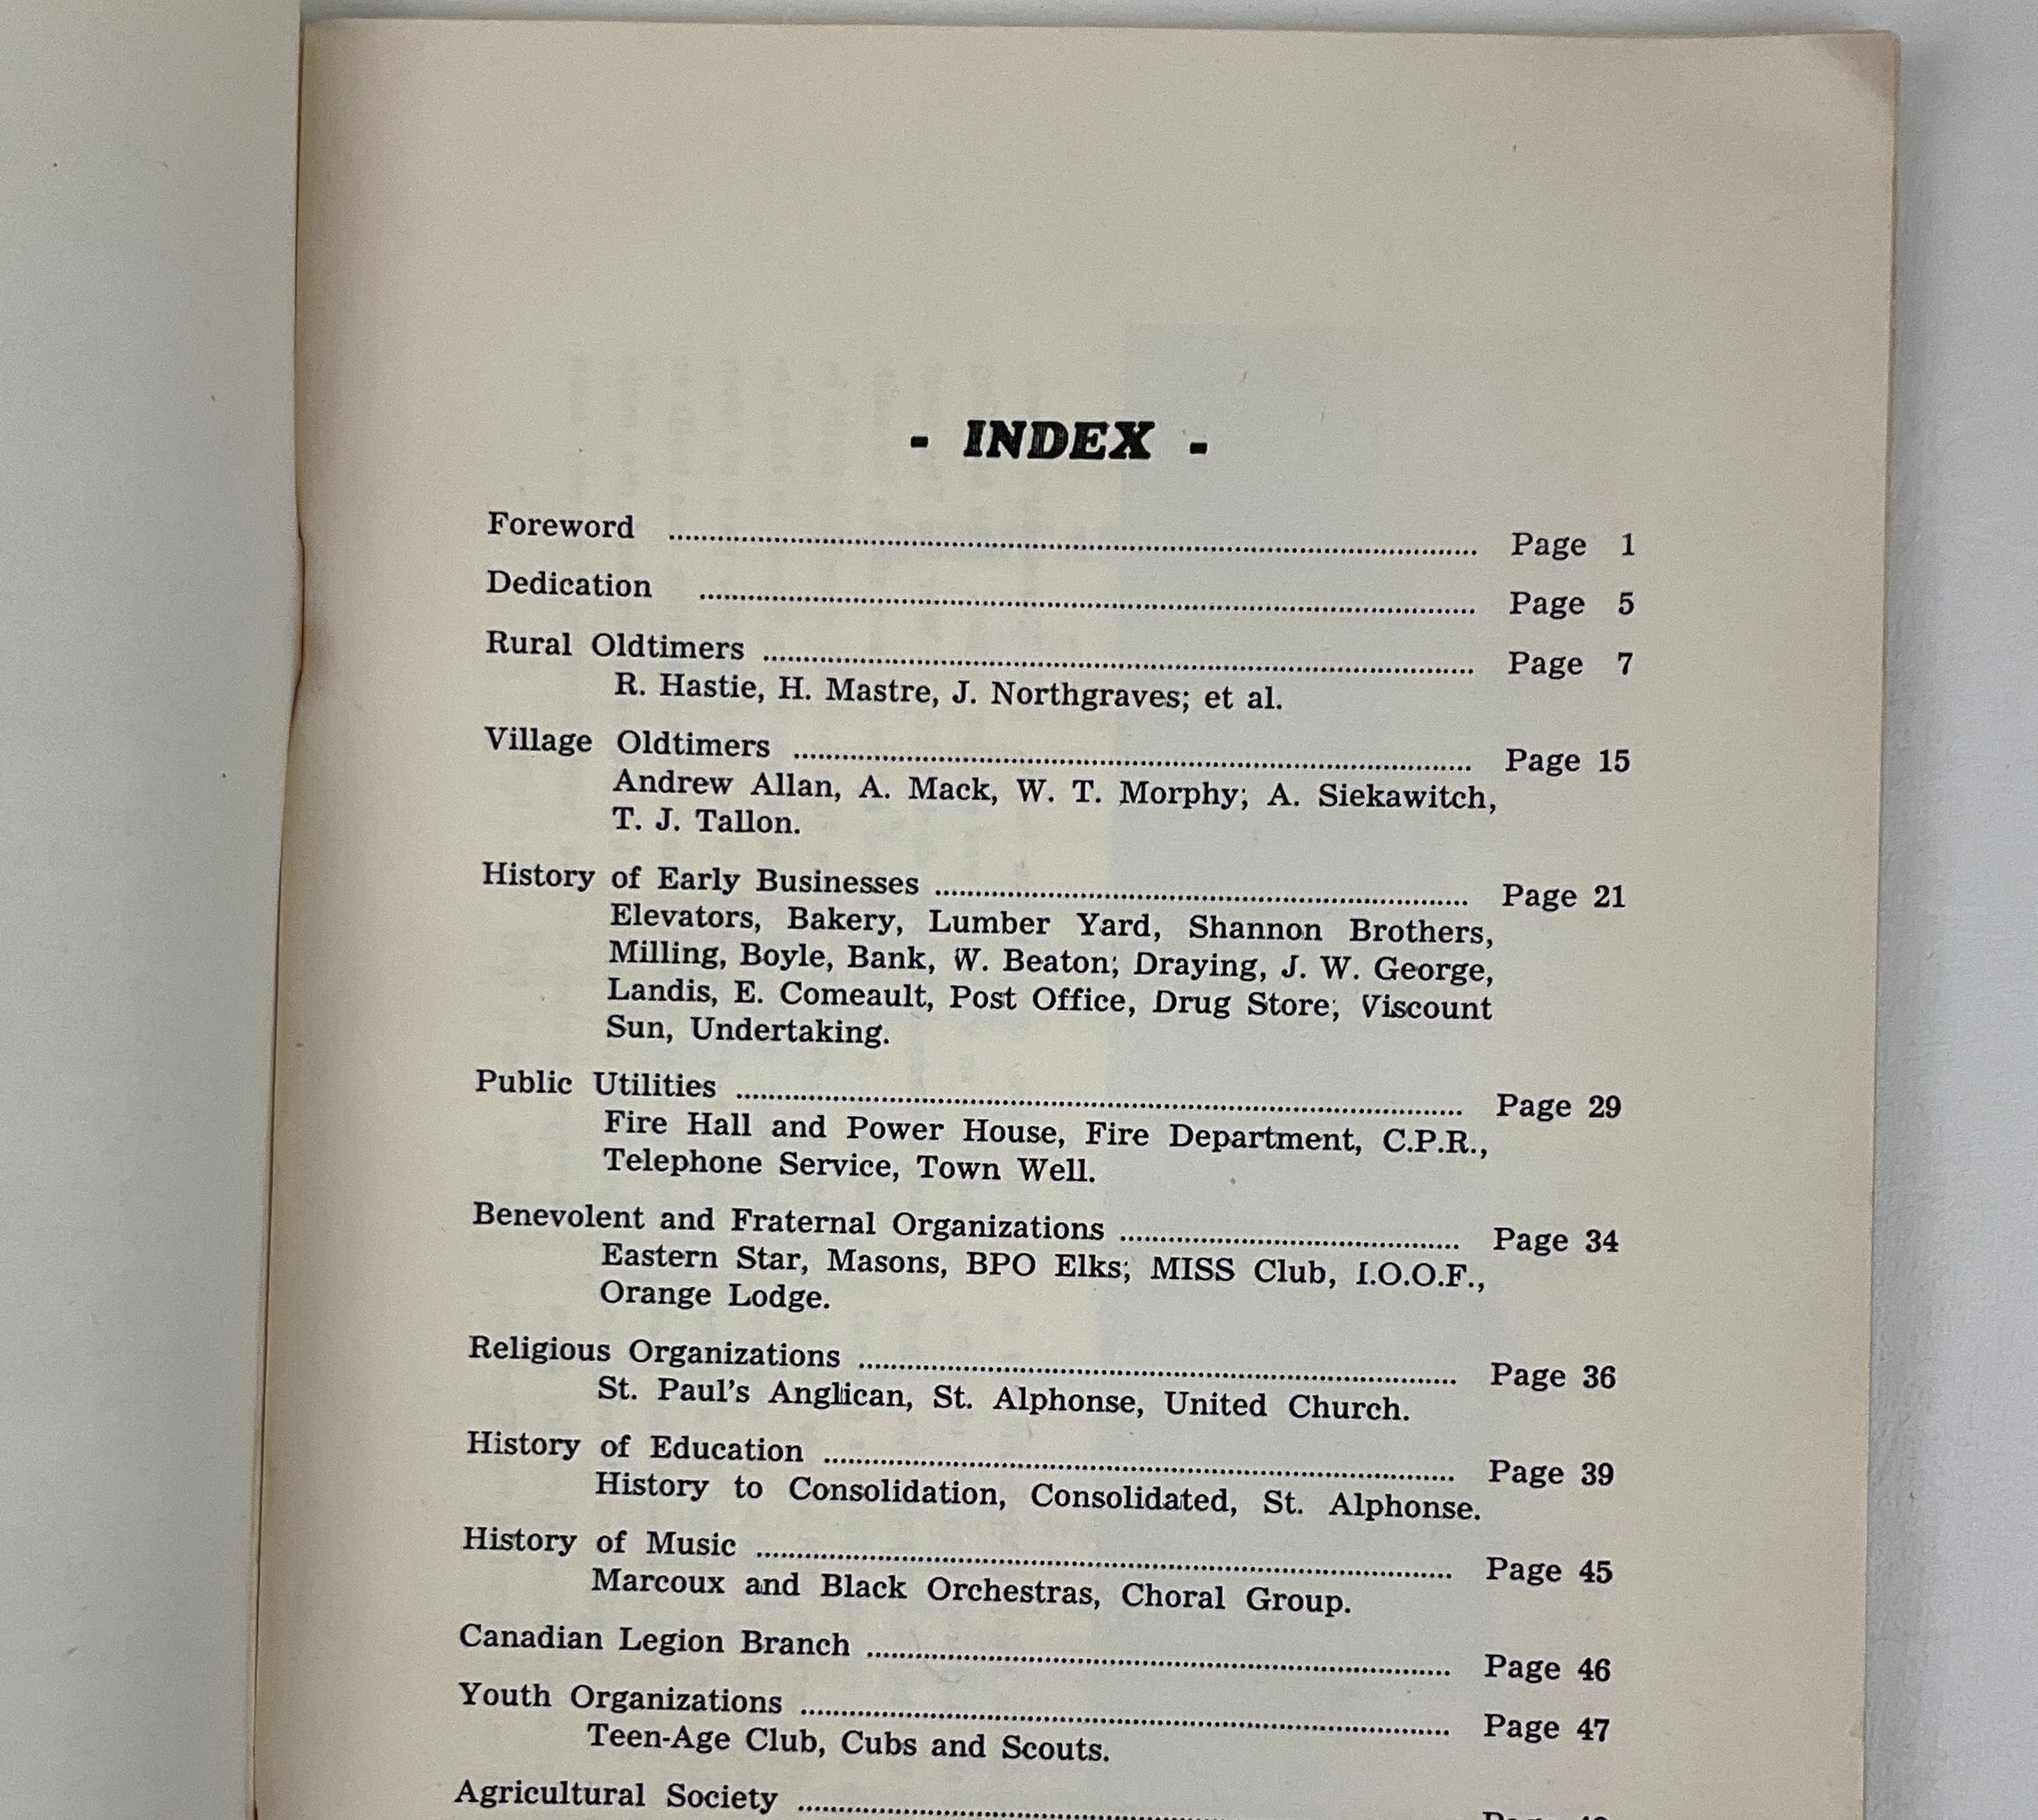 - INDEX -
Foreword ........ Page 1
Dedication ........ Page 5
Rural Oldtimers ........ Page 7
R. Hastie, H. Mastre, J. Northgraves; et al.
Village Oldtimers ........ Page 15
Andrew Allan, A. Mack, W. T. Morphy; A. Siekawitch,
T. J. Tallon.
History of Early Businesses ........ Page 21
Elevators, Bakery, Lumber Yard, Shannon Brothers,
Milling, Boyle, Bank, W. Beaton; Draying, J. W. George,
Landis, E. Comeault, Post Office, Drug Store; Viscount
Sun, Undertaking.
Public Utilities ........ Page 29
Fire Hall and Power House, Fire Department, C.P.R.,
Telephone Service, Town Well.
Benevolent and Fraternal Organizations ........ Page 34
Eastern Star, Masons, BPO Elks; MISS Club, I.O.O.F.,
Orange Lodge.
Religious Organizations ........ Page 36
St. Paul's Anglican, St. Alphonse, United Church.
History of Education ........ Page 39
History to Consolidation, Consolidated, St. Alphonse.
History of Music ........ Page 45
Marcoux and Black Orchestras, Choral Group.
Canadian Legion Branch ........ Page 46
Youth Organizations ........ Page 47
Teen-Age Club, Cubs and Scouts.
Agricultural Society ........